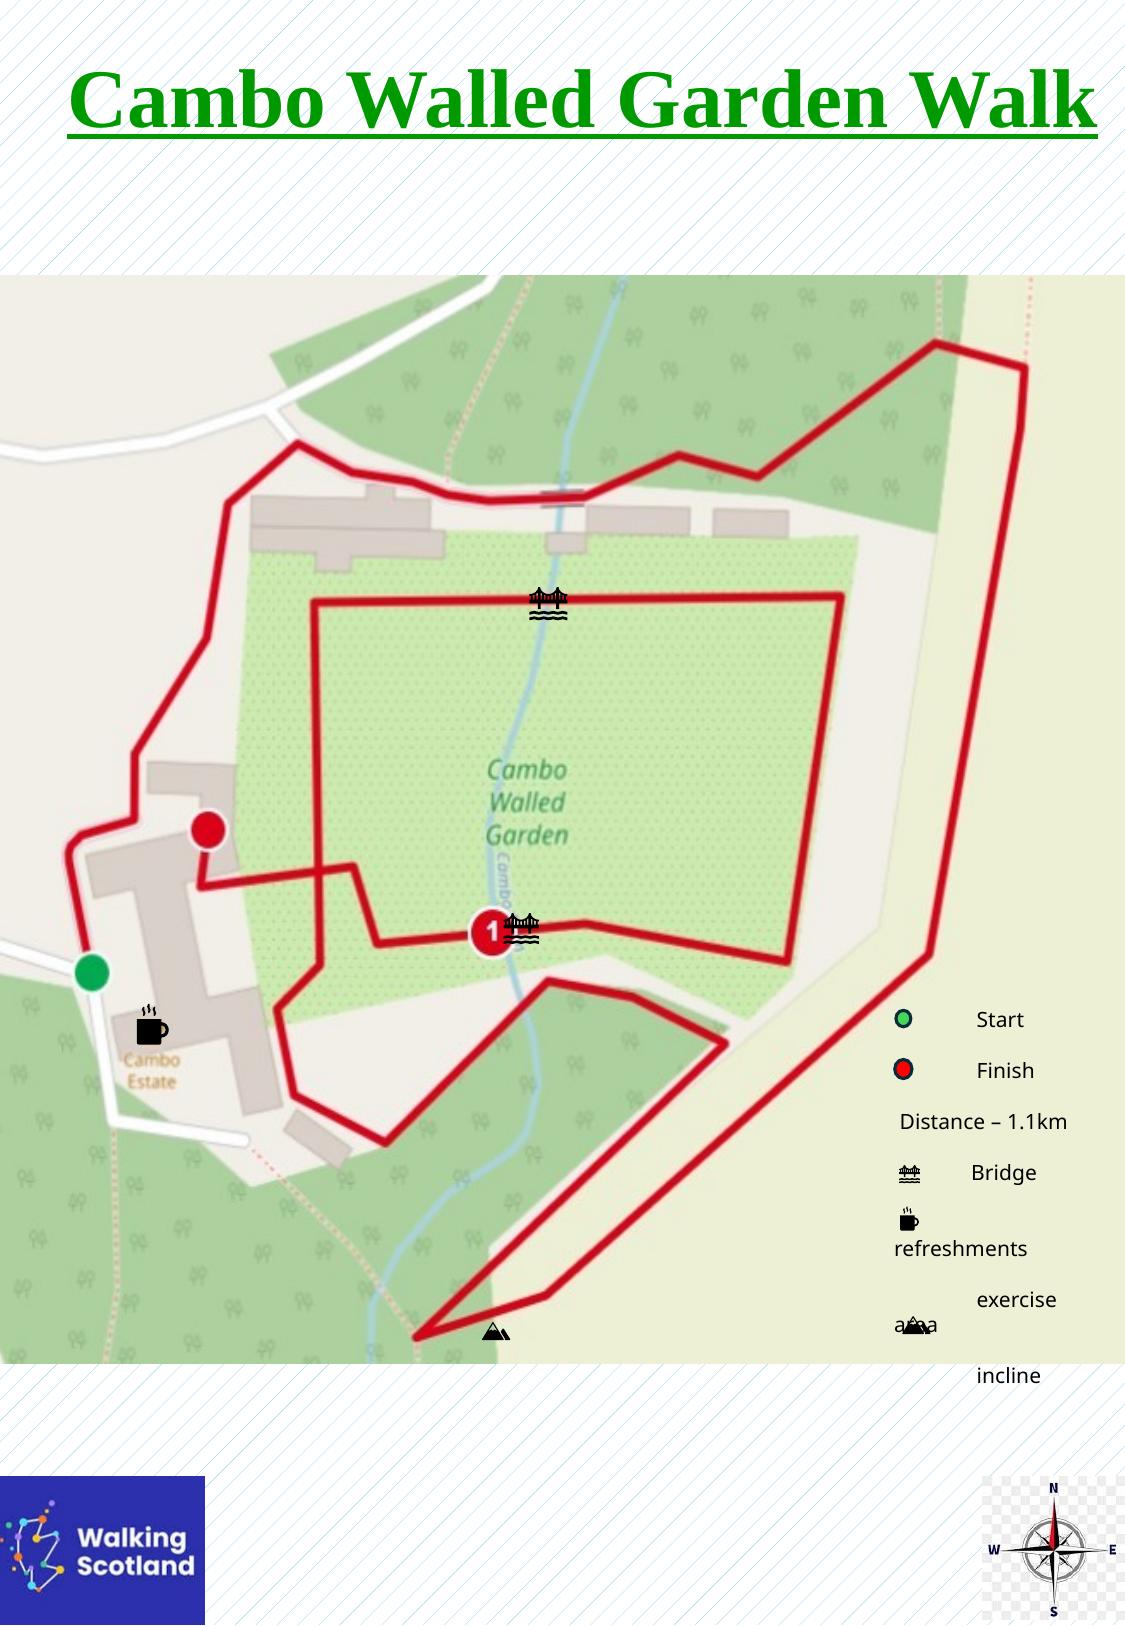 Cambo Walled Garden Walk
Cambo
Walled
Garden
Cambo
1
Cambo
Estate
Start
Finish
Distance – 1.1km
Bridge
refreshments
exercise
area
incline
Walking
Scotland
N
W E
S